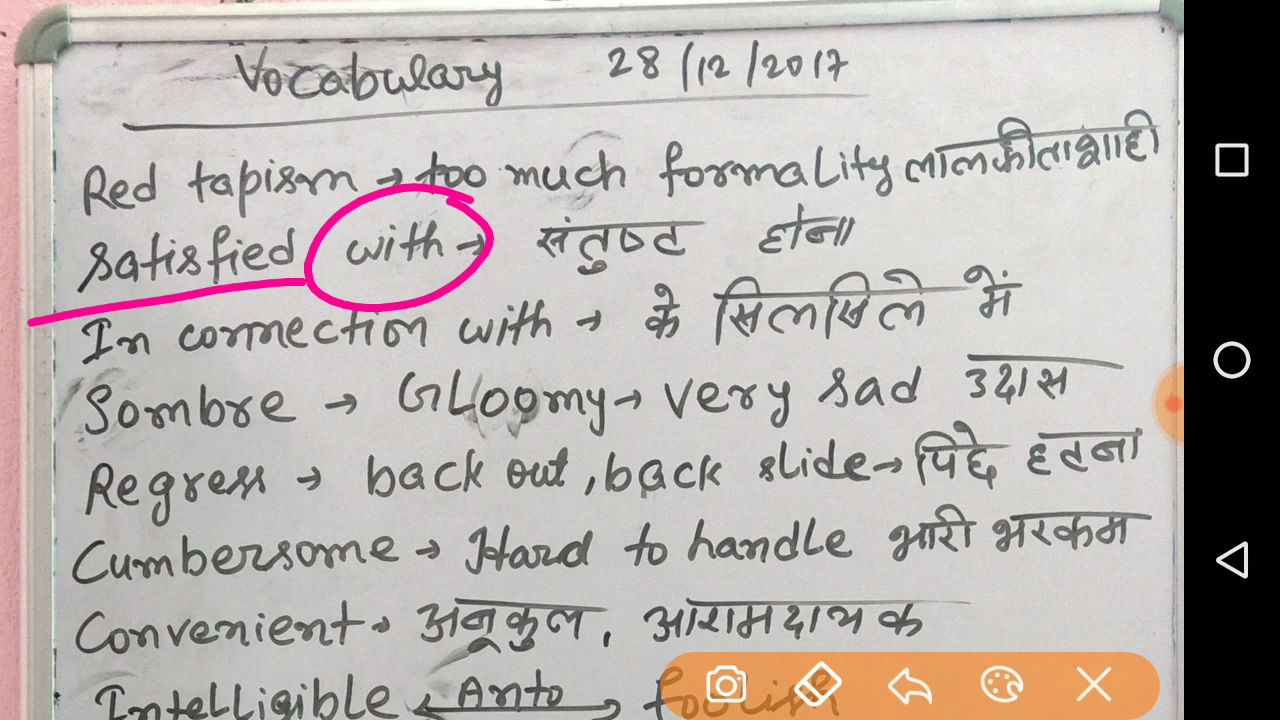 Vocabulary 28/12/2017
Red tapism → too much formality लालफीताशाही
satisfied with → संतुष्ट होना
In connection with → के सिलसिले में
Sombre → Gloomy → very sad उदास
Regress → back out, back slide → पिछे हटना
Cumbersome → Hard to handle भारी भरकम
Convenient → अनूकुल, आरामदायक
Intelligible ←Anto→ foolish